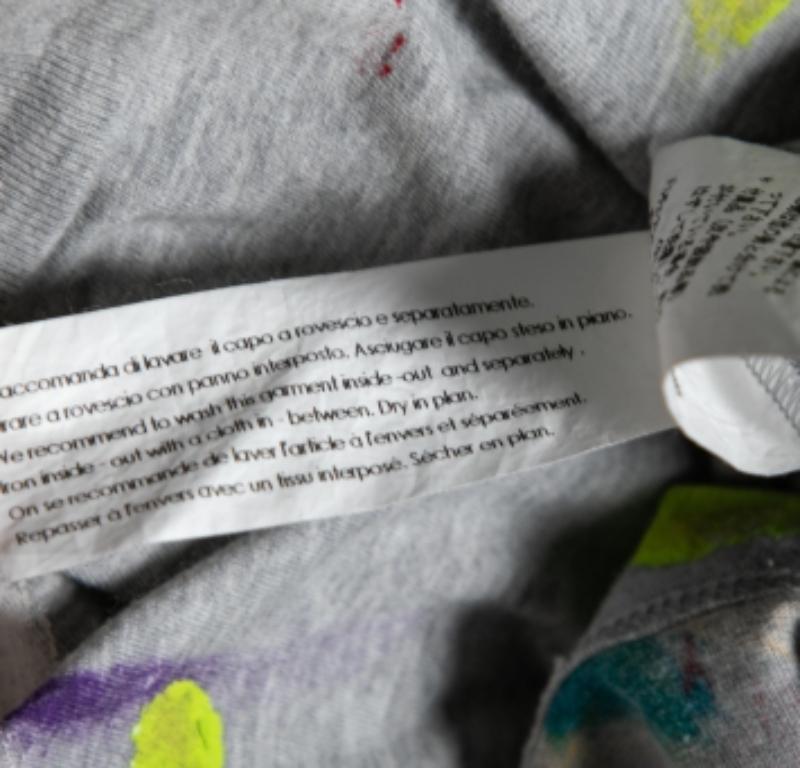 accomanda di lavare il capo a rovescio e separatamente.
rare a rovescio con panno interposto. Asciugare il capo steso in piano.
We recommend to wash this garment inside-out and separately.
Iron inside - out with a cloth in - between. Dry in plan.
On se recommande de laver l'article à l'envers et séparéement.
Repasser à l'envers avec un tissu interposé. Sécher en plan.